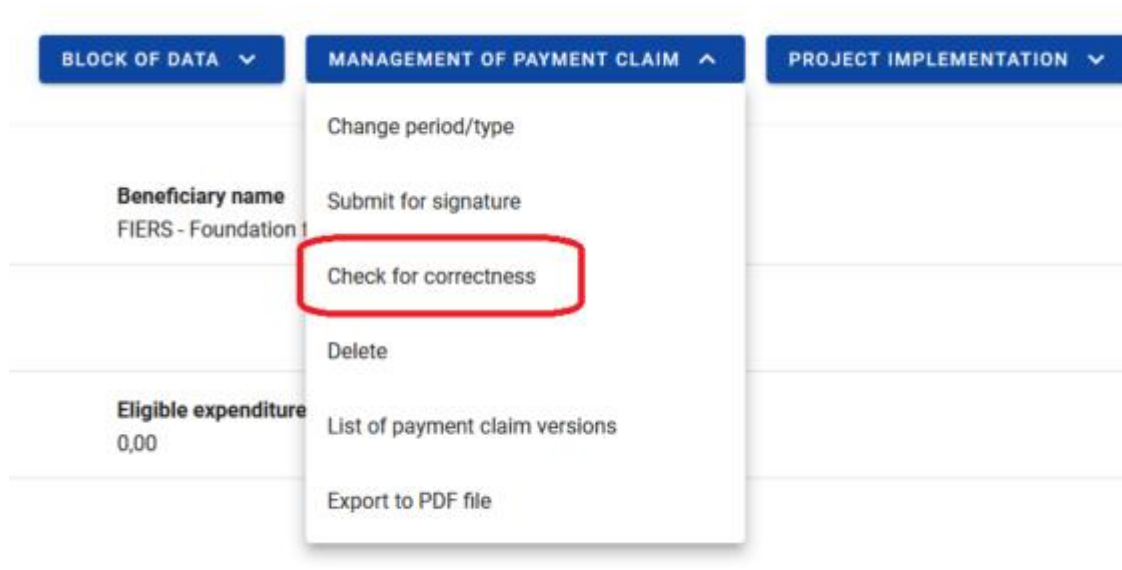 BLOCK OF DATA
MANAGEMENT OF PAYMENT CLAIM
PROJECT IMPLEMENTATION
Change period/type
Beneficiary name
Submit for signature
FIERS - Foundation
Check for correctness
Delete
Eligible expenditure
List of payment claim versions
0,00
Export to PDF file